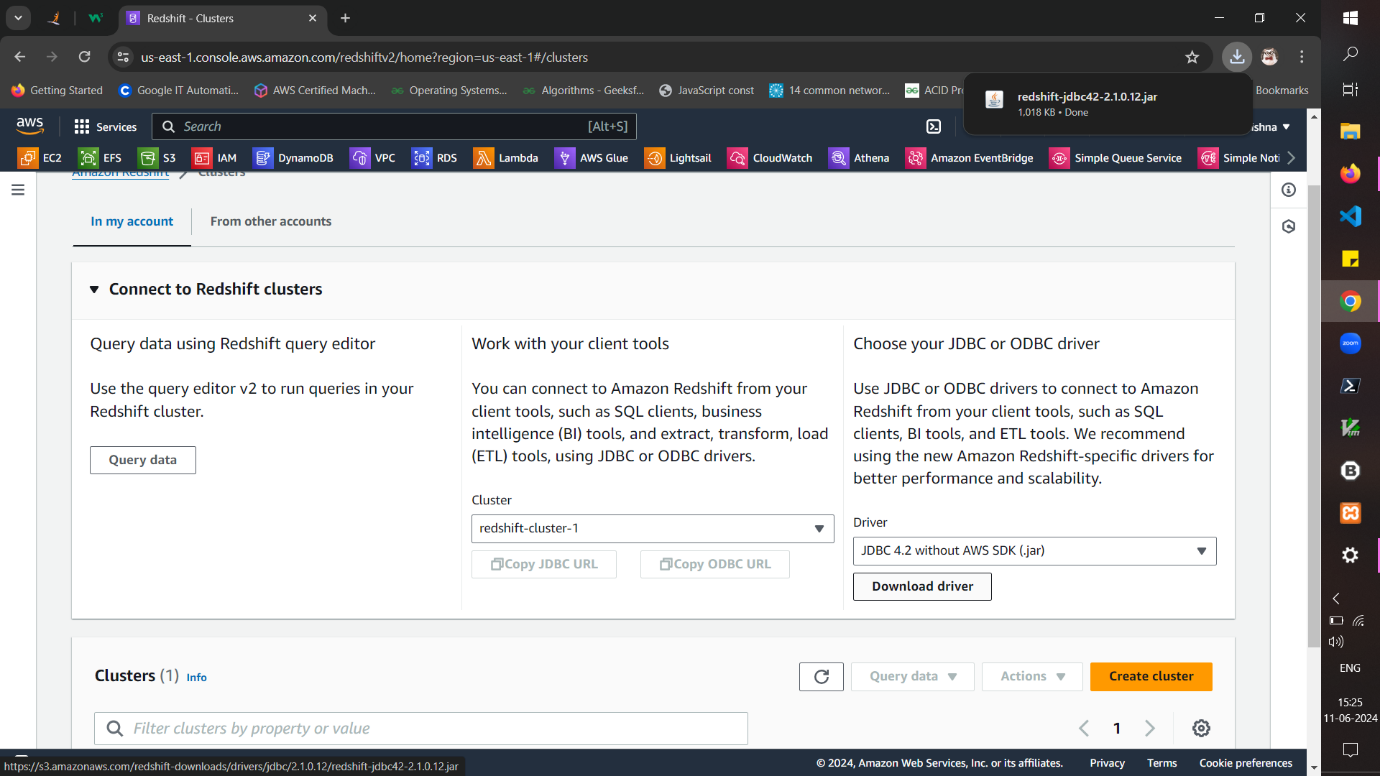 Redshift - Clusters
us-east-1.console.aws.amazon.com/redshiftv2/home?region=us-east-1#/clusters
Getting Started
Google IT Automati...
AWS Certified Mach...
Operating Systems...
Algorithms - Geeksf...
JavaScript const
14 common networ...
ACID Pr
Bookmarks
redshift-jdbc42-2.1.0.12.jar
1,018 KB • Done
aws
Services
Search
[Alt+S]
shna
EC2
EFS
S3
IAM
DynamoDB
VPC
RDS
Lambda
AWS Glue
Lightsail
CloudWatch
Athena
Amazon EventBridge
Simple Queue Service
Simple Noti
Amazon Redshift
Clusters
In my account
From other accounts
Connect to Redshift clusters
Query data using Redshift query editor
Use the query editor v2 to run queries in your
Redshift cluster.
Query data
Work with your client tools
You can connect to Amazon Redshift from your
client tools, such as SQL clients, business
intelligence (BI) tools, and extract, transform, load
(ETL) tools, using JDBC or ODBC drivers.
Cluster
redshift-cluster-1
Copy JDBC URL
Copy ODBC URL
Choose your JDBC or ODBC driver
Use JDBC or ODBC drivers to connect to Amazon
Redshift from your client tools, such as SQL
clients, BI tools, and ETL tools. We recommend
using the new Amazon Redshift-specific drivers for
better performance and scalability.
Driver
JDBC 4.2 without AWS SDK (.jar)
Download driver
Clusters (1) Info
Query data
Actions
Create cluster
Filter clusters by property or value
1
https://s3.amazonaws.com/redshift-downloads/drivers/jdbc/2.1.0.12/redshift-jdbc42-2.1.0.12.jar
© 2024, Amazon Web Services, Inc. or its affiliates.
Privacy
Terms
Cookie preferences
zoom
ENG
15:25
11-06-2024